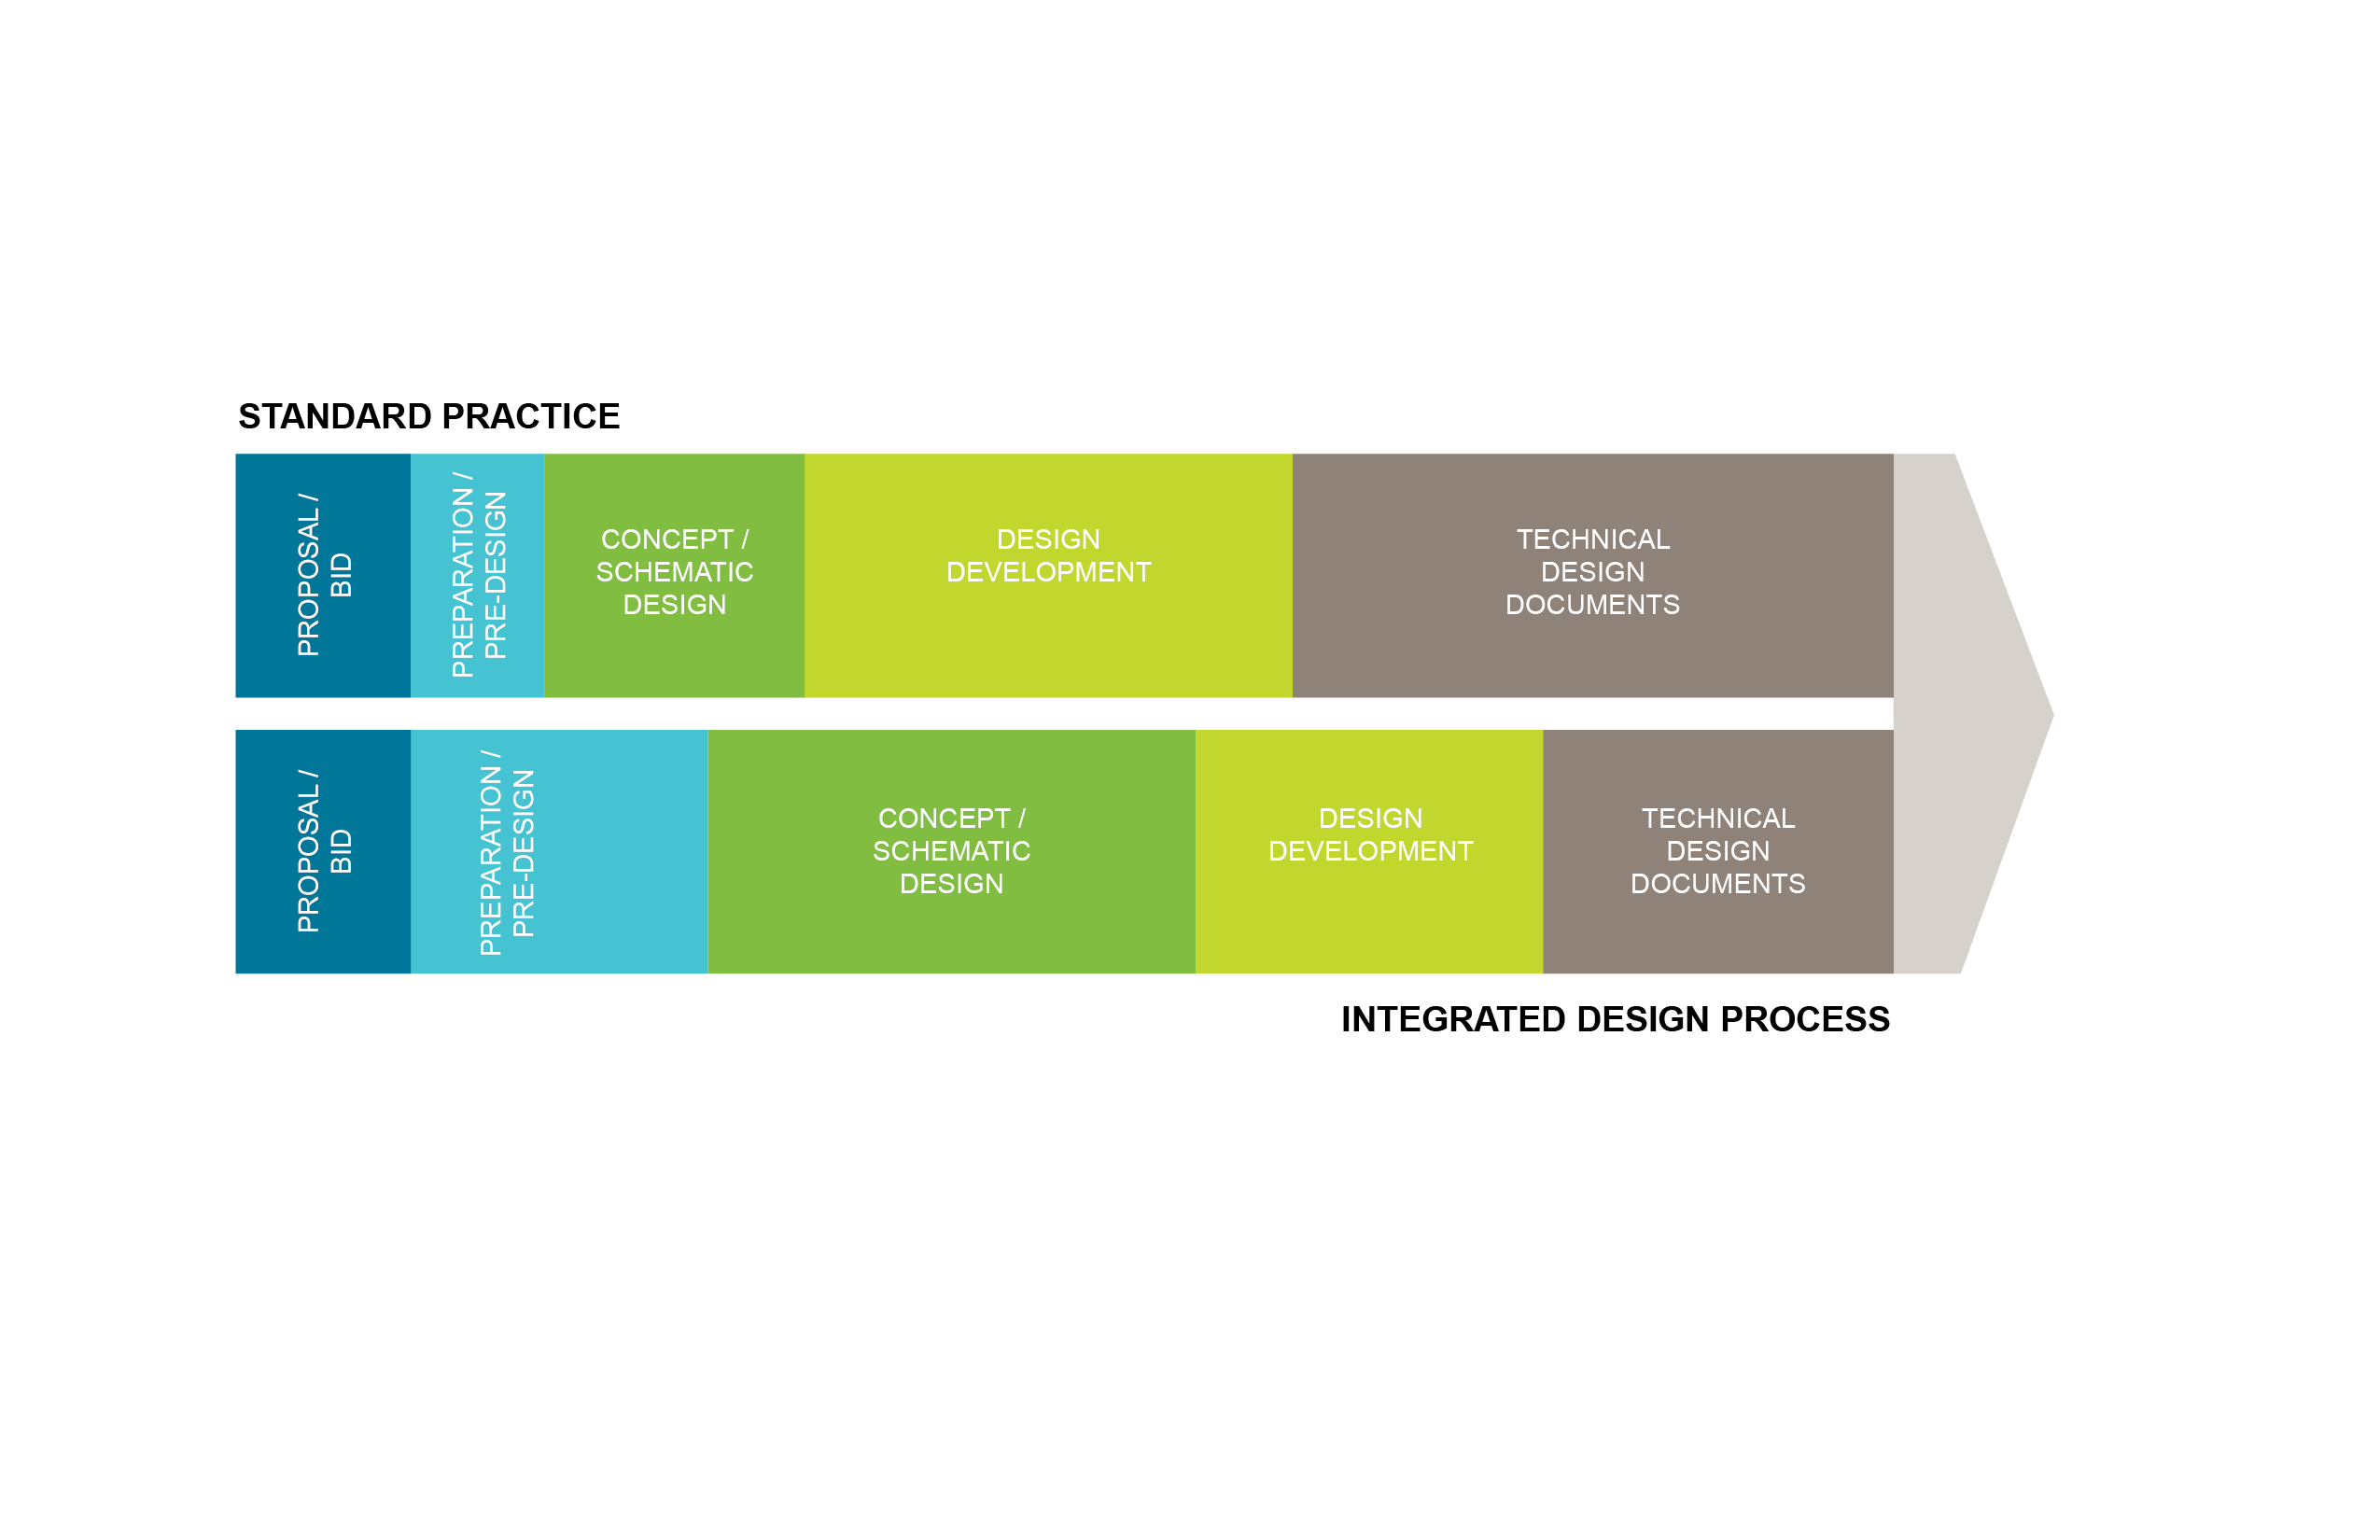 STANDARD PRACTICE
PROPOSAL /
BID
PREPARATION /
PRE-DESIGN
CONCEPT /
SCHEMATIC
DESIGN
DESIGN
DEVELOPMENT
TECHNICAL
DESIGN
DOCUMENTS
PROPOSAL /
BID
PREPARATION /
PRE-DESIGN
CONCEPT /
SCHEMATIC
DESIGN
DESIGN
DEVELOPMENT
TECHNICAL
DESIGN
DOCUMENTS
INTEGRATED DESIGN PROCESS